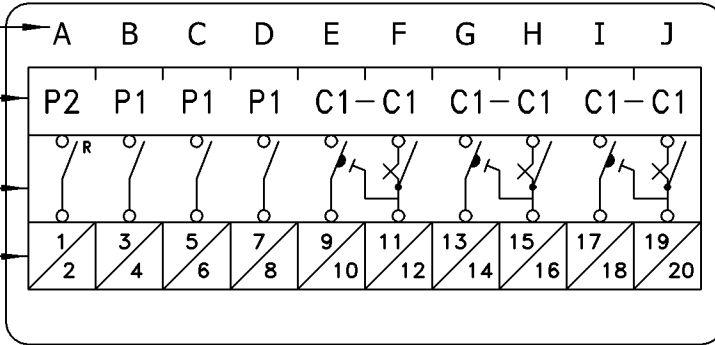 A B C D E F G H I J
P2 P1 P1 P1 C1-C1 C1-C1 C1-C1
R
1 3 5 7 9 11 13 15 17 19
2 4 6 8 10 12 14 16 18 20